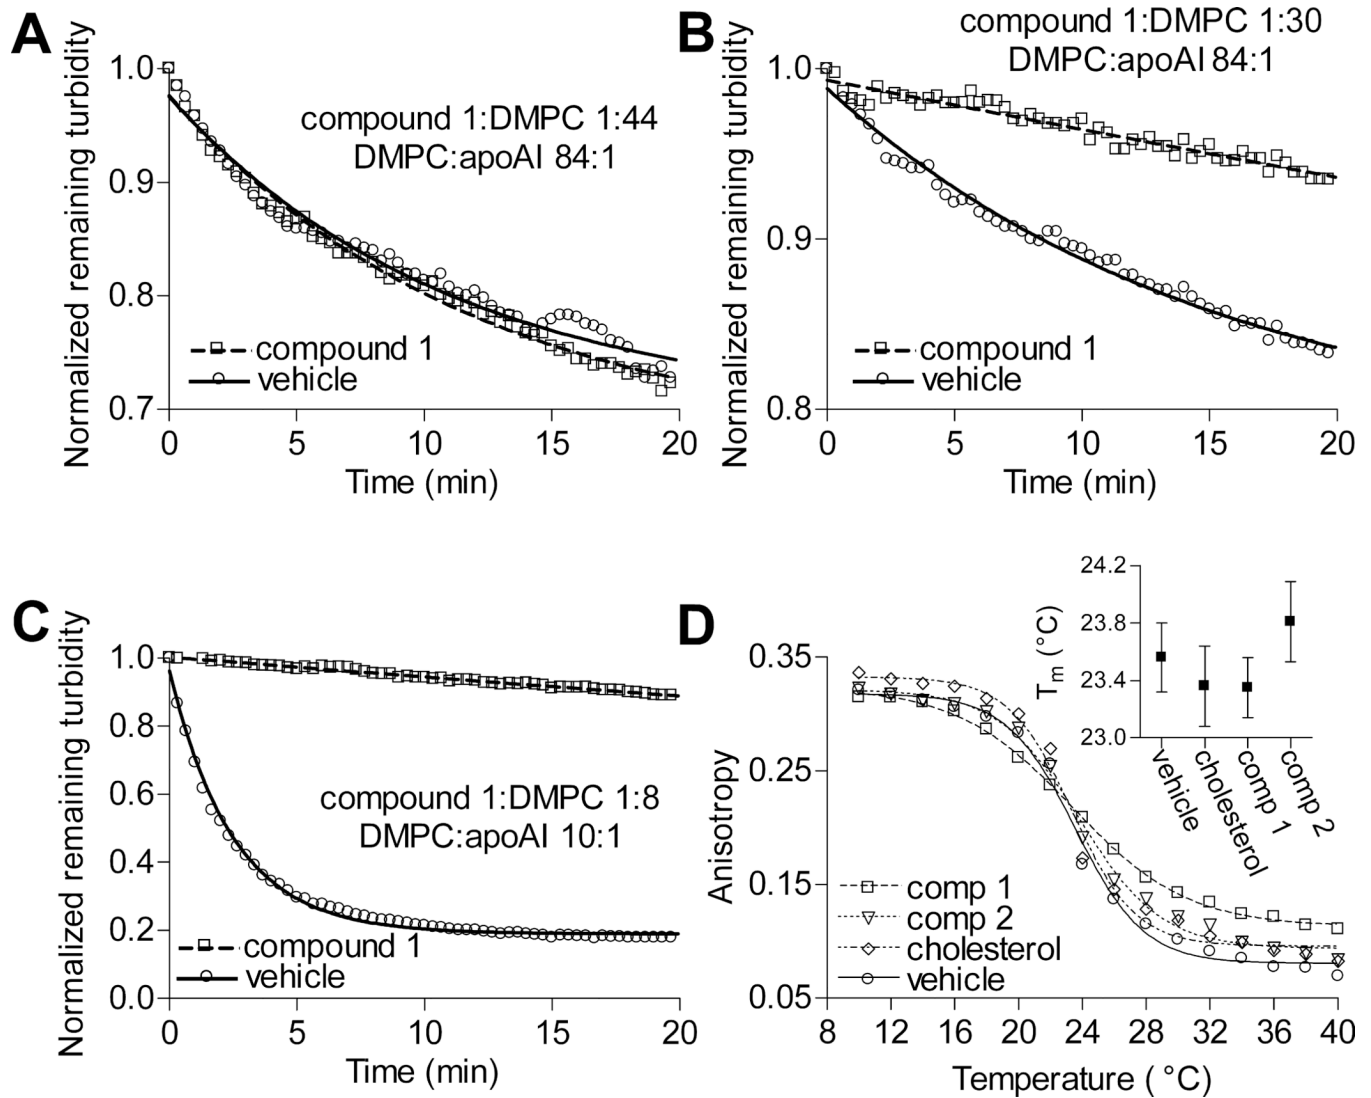 A
compound 1:DMPC 1:44
DMPC:apoAI 84:1
Normalized remaining turbidity
1.0
0.9
0.8
0.7
compound 1
vehicle
0 5 10 15 20
Time (min)
B
compound 1:DMPC 1:30
DMPC:apoAI 84:1
Normalized remaining turbidity
1.0
0.9
0.8
compound 1
vehicle
0 5 10 15 20
Time (min)
C
Normalized remaining turbidity
1.0
0.8
0.6
0.4
0.2
0.0
compound 1:DMPC 1:8
DMPC:apoAI 10:1
compound 1
vehicle
0 5 10 15 20
Time (min)
D
Tm (°C)
24.2
23.8
23.4
23.0
vehicle
cholesterol
comp 1
comp 2
Anisotropy
0.35
0.25
0.15
0.05
comp 1
comp 2
cholesterol
vehicle
8 12 16 20 24 28 32 36 40
Temperature ( °C)